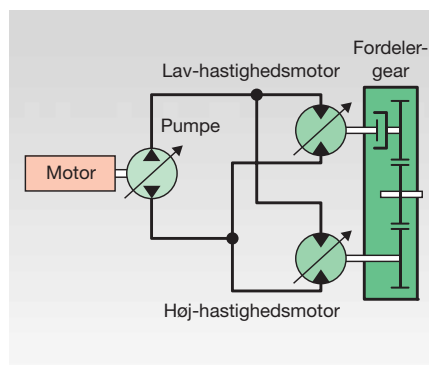 Fordeler-
gear
Lav-hastighedsmotor
Pumpe
Motor
Høj-hastighedsmotor